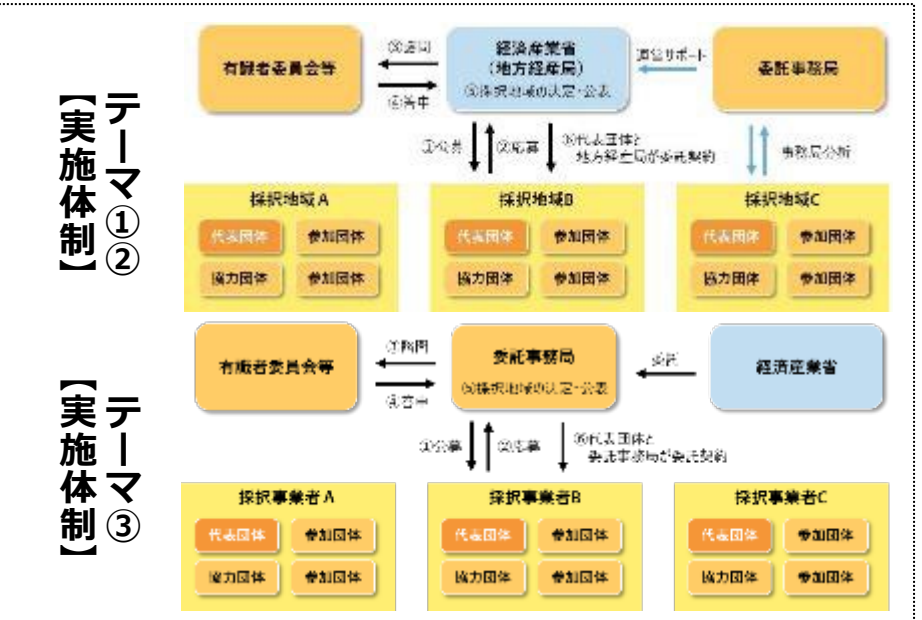 テーマ①②
【実施体制】
有識者委員会等
③諮問
④答申
経済産業省
(地方経産局)
⑤採択地域の決定・公表
運営サポート
委託事務局
①公募
②応募
⑥代表団体と
地方経産局が委託契約
事務局分析
採択地域A
代表団体
参加団体
協力団体
参加団体
採択地域B
代表団体
参加団体
協力団体
参加団体
採択地域C
代表団体
参加団体
協力団体
参加団体
テーマ③
【実施体制】
有識者委員会等
③諮問
④答申
委託事務局
⑤採択地域の決定・公表
委託
経済産業省
①公募
②応募
⑥代表団体と
委託事務局が委託契約
採択事業者A
代表団体
参加団体
協力団体
参加団体
採択事業者B
代表団体
参加団体
協力団体
参加団体
採択事業者C
代表団体
参加団体
協力団体
参加団体